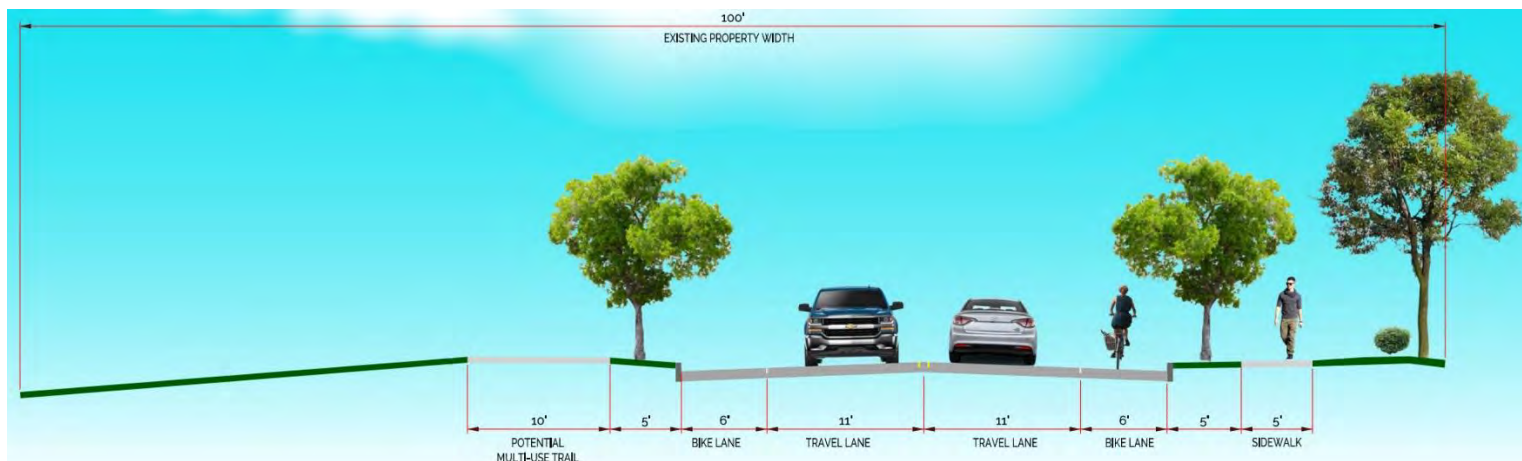 100'
EXISTING PROPERTY WIDTH
10' 5' 6' 11' 11' 6' 5' 5'
POTENTIAL BIKE LANE TRAVEL LANE TRAVEL LANE BIKE LANE SIDEWALK
MULTI-USE TRAIL